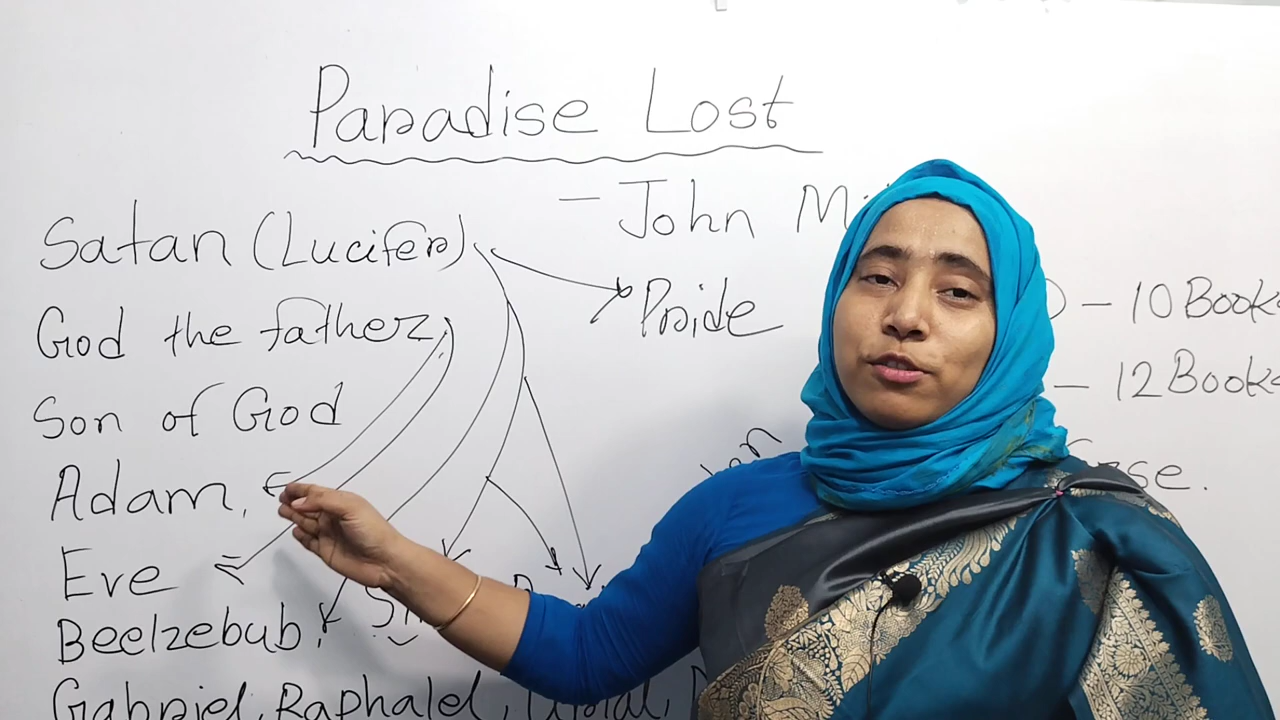 Paradise Lost
- John
Satan (Lucifer)
Pride
God the father
- 10 Books
Son of God
- 12 Books
Adam,
Eve
Beelzebub,
Gabriel, Raphalel,